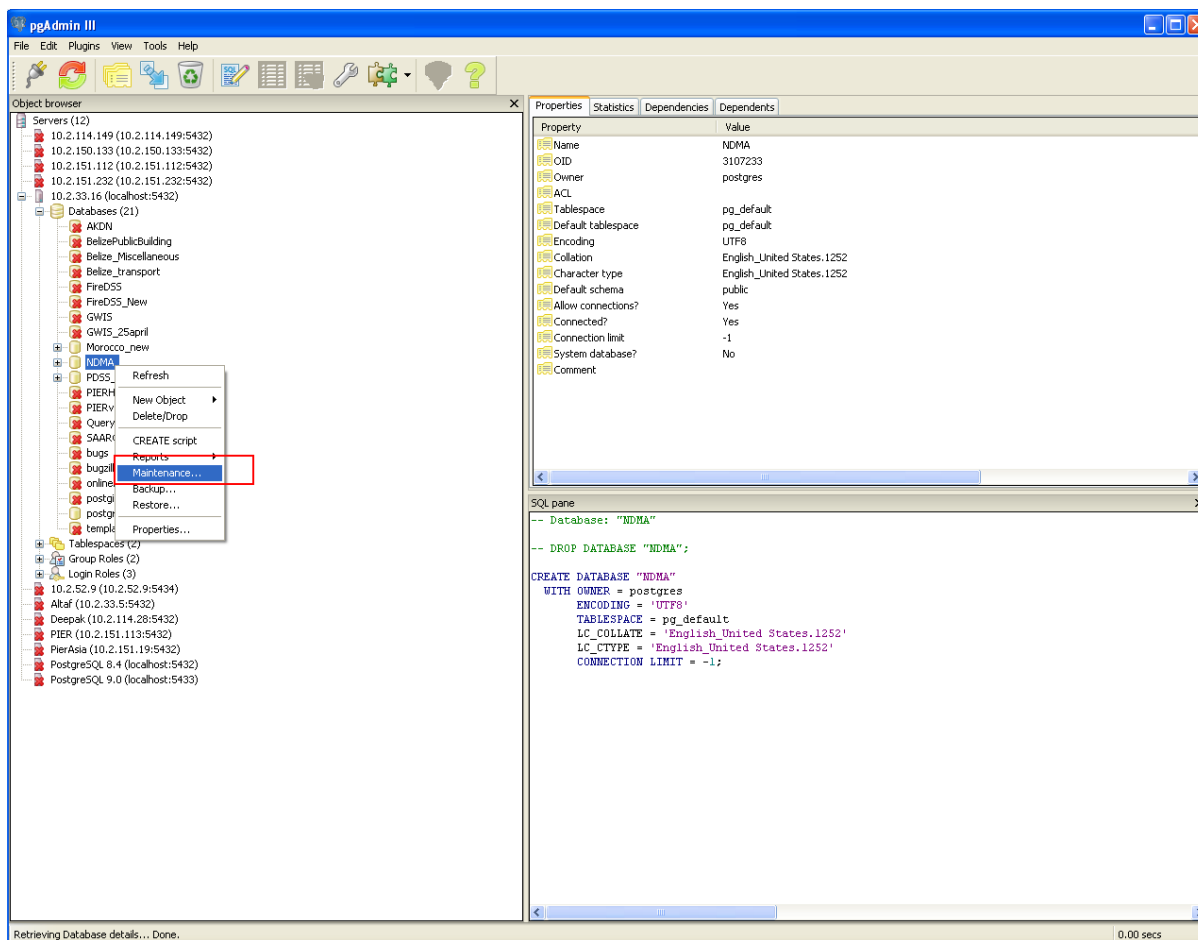 pgAdmin III
File Edit Plugins View Tools Help
Object browser
Servers (12)
10.2.114.149 (10.2.114.149:5432)
10.2.150.133 (10.2.150.133:5432)
10.2.151.112 (10.2.151.112:5432)
10.2.151.232 (10.2.151.232:5432)
10.2.33.16 (localhost:5432)
Databases (21)
AKDN
BelizePublicBuilding
Belize_Miscellaneous
Belize_transport
FireDSS
FireDSS_New
GWIS
GWIS_25april
Morocco_new
NDMA
PDSS_
PIERH
PIERv
Query
SAAR
bugs
bugzill
online
postgi
postgr
templa
Tablespaces (2)
Group Roles (2)
Login Roles (3)
10.2.52.9 (10.2.52.9:5434)
Altaf (10.2.33.5:5432)
Deepak (10.2.114.28:5432)
PIER (10.2.151.113:5432)
PierAsia (10.2.151.19:5432)
PostgreSQL 8.4 (localhost:5432)
PostgreSQL 9.0 (localhost:5433)
Refresh
New Object
Delete/Drop
CREATE script
Reports
Maintenance...
Backup...
Restore...
Properties...
Properties Statistics Dependencies Dependents
Property Value
Name NDMA
OID 3107233
Owner postgres
ACL
Tablespace pg_default
Default tablespace pg_default
Encoding UTF8
Collation English_United States.1252
Character type English_United States.1252
Default schema public
Allow connections? Yes
Connected? Yes
Connection limit -1
System database? No
Comment
SQL pane
-- Database: "NDMA"
-- DROP DATABASE "NDMA";
CREATE DATABASE "NDMA"
WITH OWNER = postgres
ENCODING = 'UTF8'
TABLESPACE = pg_default
LC_COLLATE = 'English_United States.1252'
LC_CTYPE = 'English_United States.1252'
CONNECTION LIMIT = -1;
Retrieving Database details... Done.
0.00 secs